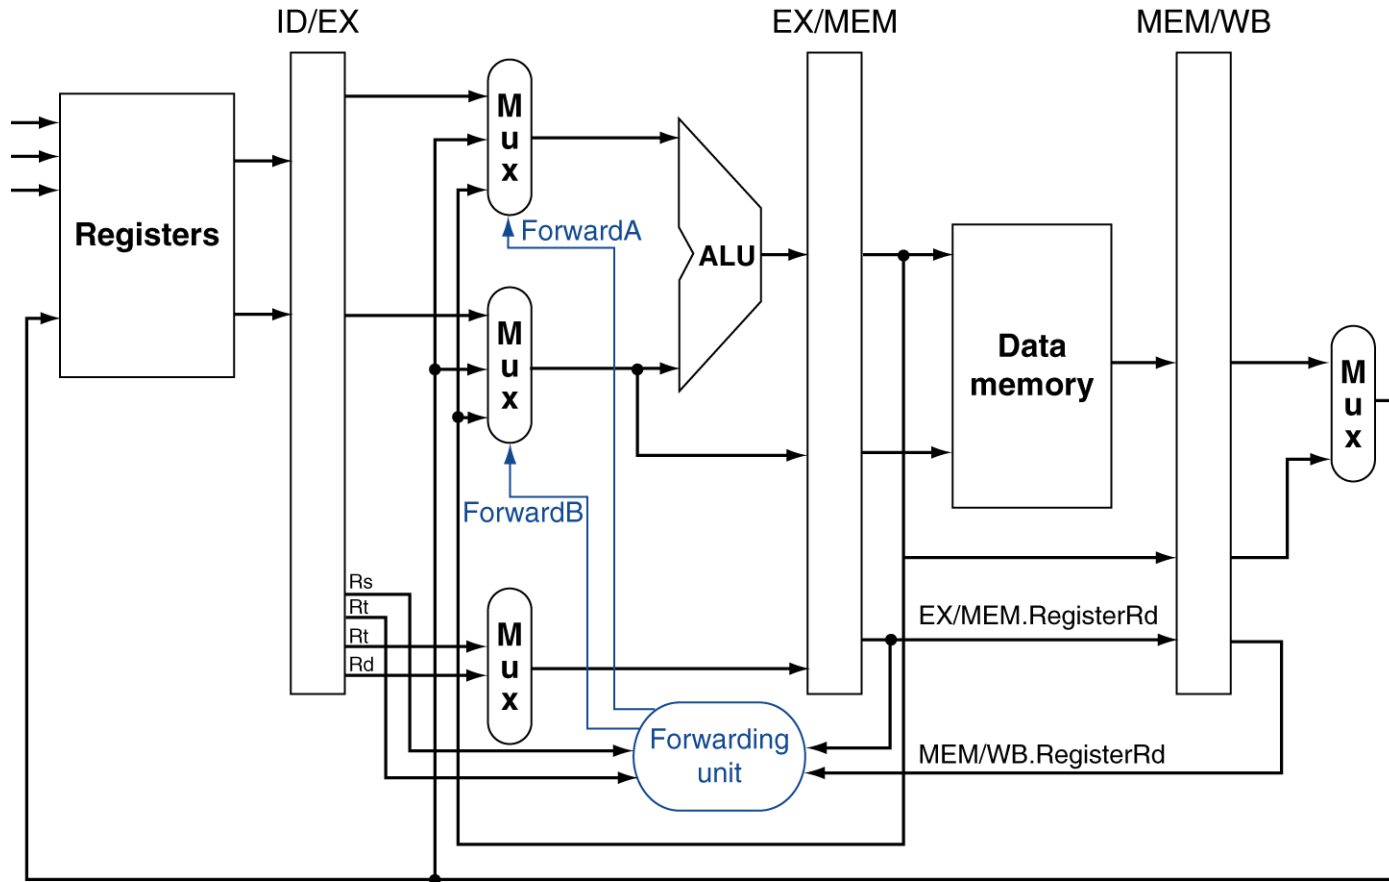 ID/EX
EX/MEM
MEM/WB
M
u
x
Registers
ForwardA
ALU
M
u
x
Data
memory
M
u
x
ForwardB
Rs
Rt
Rt
Rd
M
u
x
EX/MEM.RegisterRd
Forwarding
unit
MEM/WB.RegisterRd